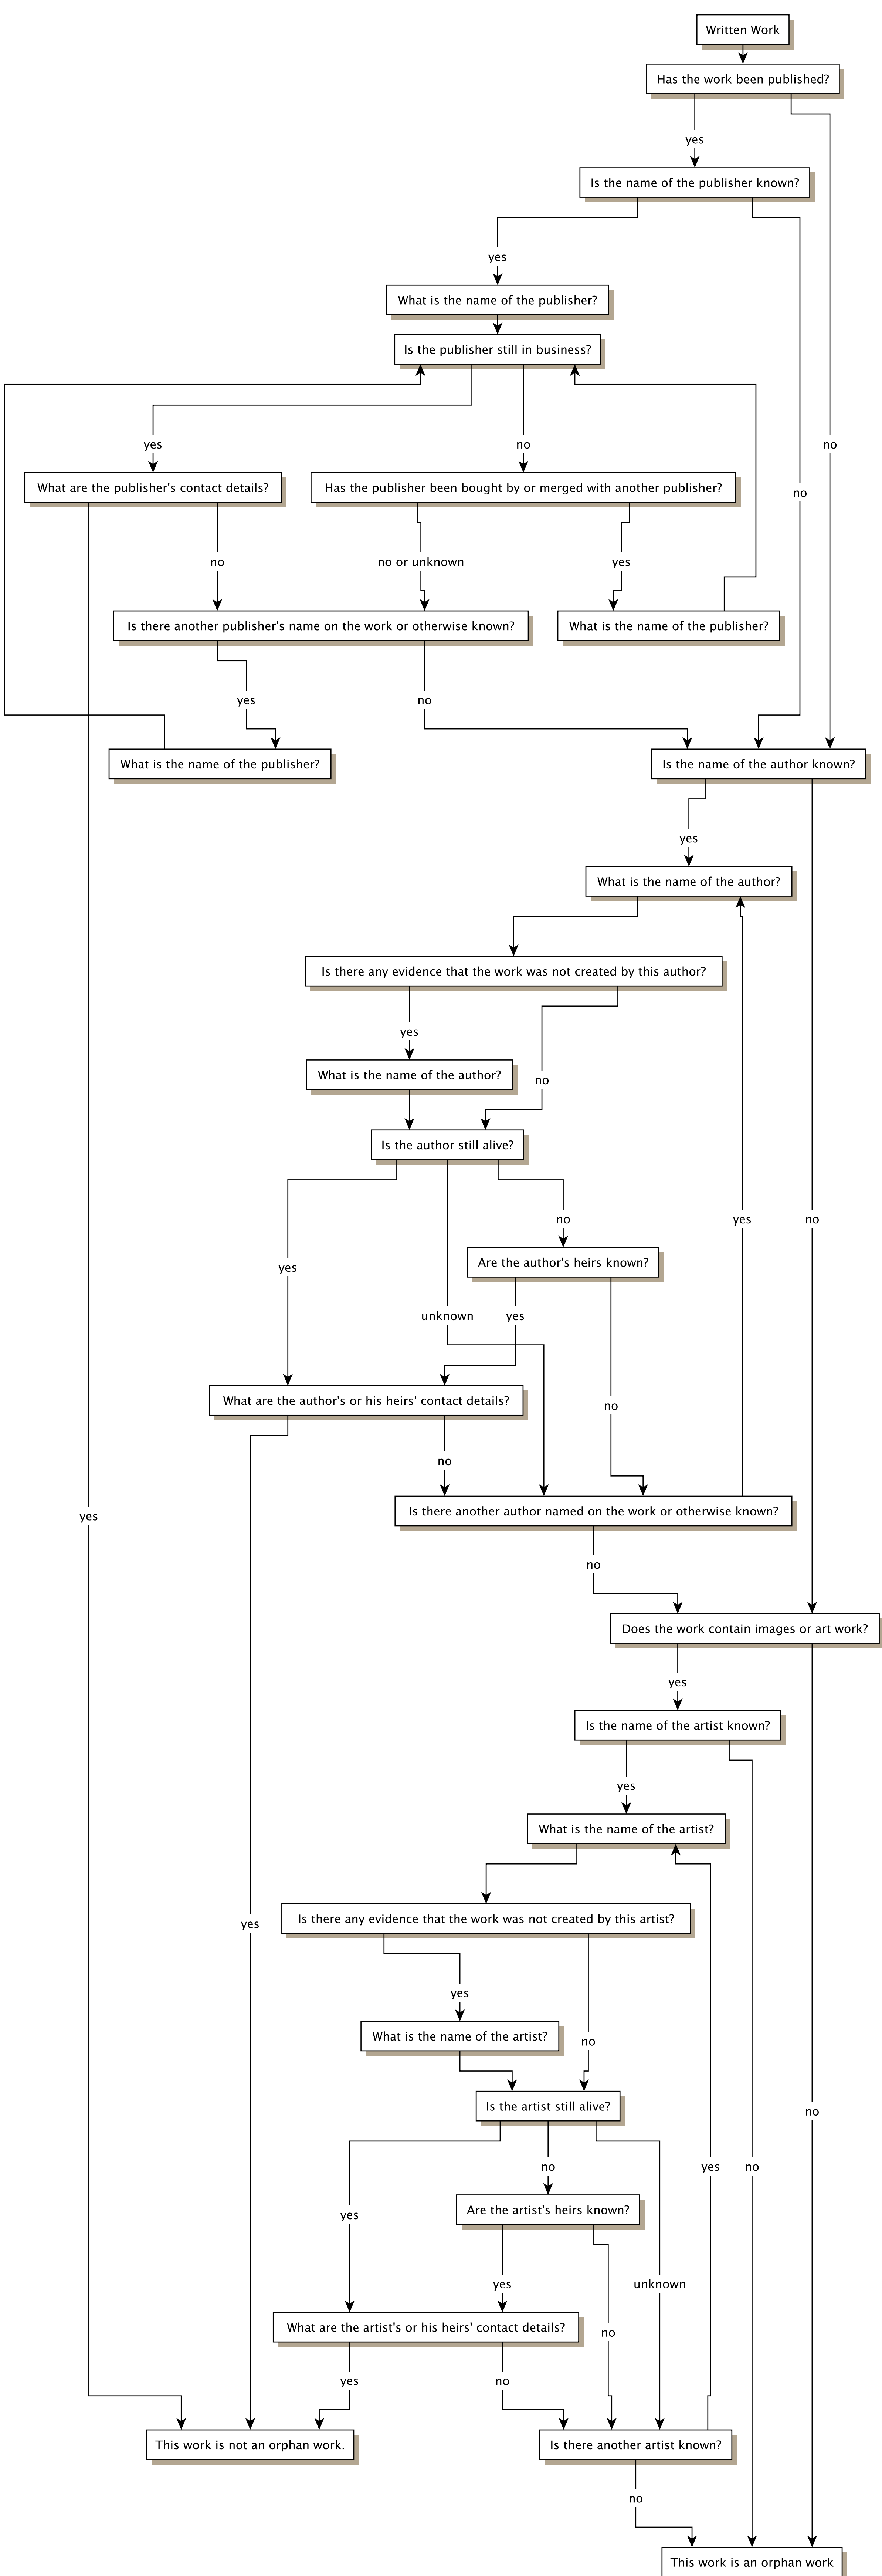 Written Work
Has the work been published?
yes
Is the name of the publisher known?
yes
What is the name of the publisher?
Is the publisher still in business?
yes
no
no
What are the publisher's contact details?
Has the publisher been bought by or merged with another publisher?
no
no
no or unknown
yes
Is there another publisher's name on the work or otherwise known?
What is the name of the publisher?
yes
no
What is the name of the publisher?
Is the name of the author known?
yes
What is the name of the author?
Is there any evidence that the work was not created by this author?
yes
What is the name of the author?
no
Is the author still alive?
no
yes
no
Are the author's heirs known?
yes
unknown
yes
What are the author's or his heirs' contact details?
no
no
Is there another author named on the work or otherwise known?
yes
no
Does the work contain images or art work?
yes
Is the name of the artist known?
yes
What is the name of the artist?
Is there any evidence that the work was not created by this artist?
yes
yes
What is the name of the artist?
no
Is the artist still alive?
no
no
yes
no
Are the artist's heirs known?
yes
yes
unknown
What are the artist's or his heirs' contact details?
no
yes
no
This work is not an orphan work.
Is there another artist known?
no
This work is an orphan work